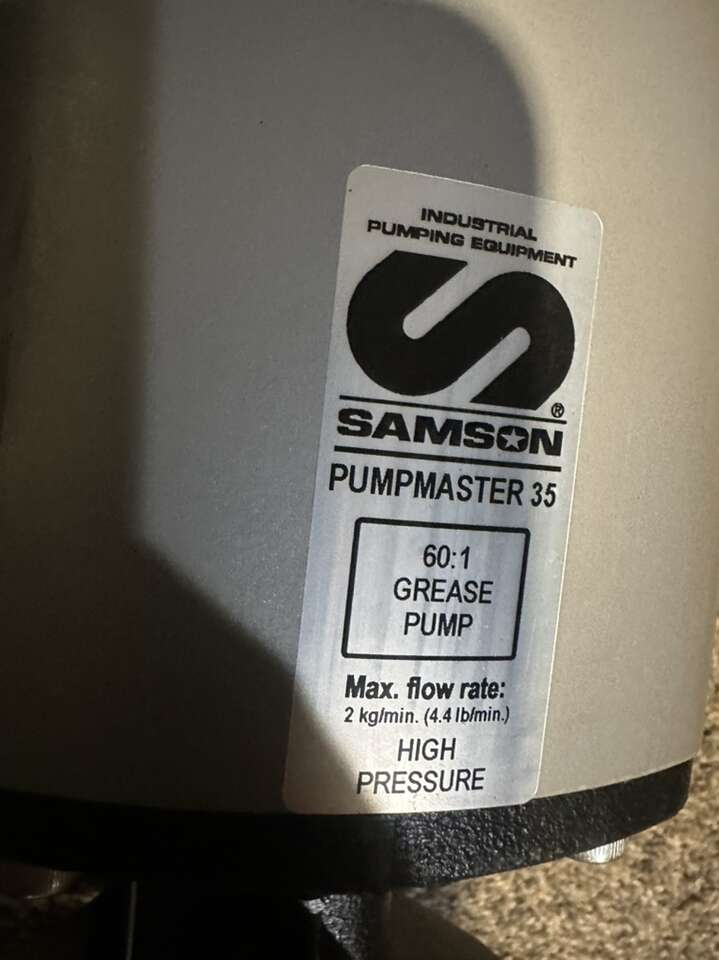 INDUSTRIAL
PUMPING EQUIPMENT
®
SAMSON
PUMPMASTER 35
60:1
GREASE
PUMP
Max. flow rate:
2 kg/min. (4.4 lb/min.)
HIGH
PRESSURE